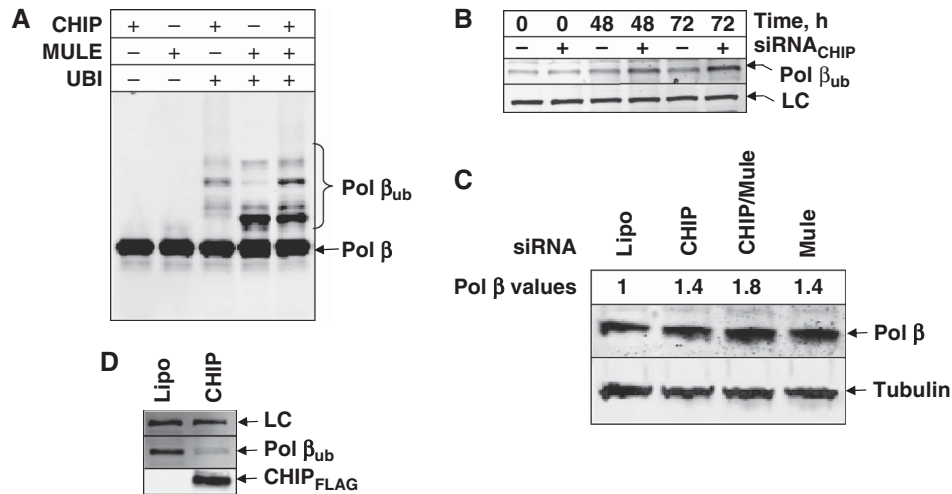 A
CHIP + − + − +
MULE − + − + +
UBI − − + + +
Pol βub
Pol β
B
0 0 48 48 72 72 Time, h
− + − + − + siRNACHIP
Pol βub
LC
C
siRNA Lipo CHIP CHIP/Mule Mule
Pol β values 1 1.4 1.8 1.4
Pol β
Tubulin
D
Lipo CHIP
LC
Pol βub
CHIPFLAG